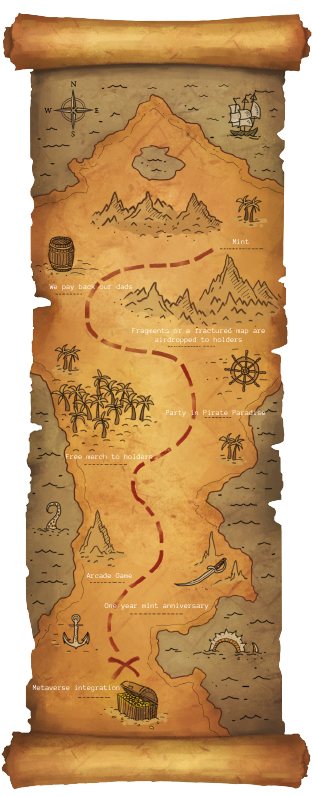 N
W E
S
Mint
We pay back our dads
Fragments of a fractured map are
airdropped to holders
Party in Pirate Paradise
Free merch to holders
Arcade Game
One year mint anniversary
Metaverse integration